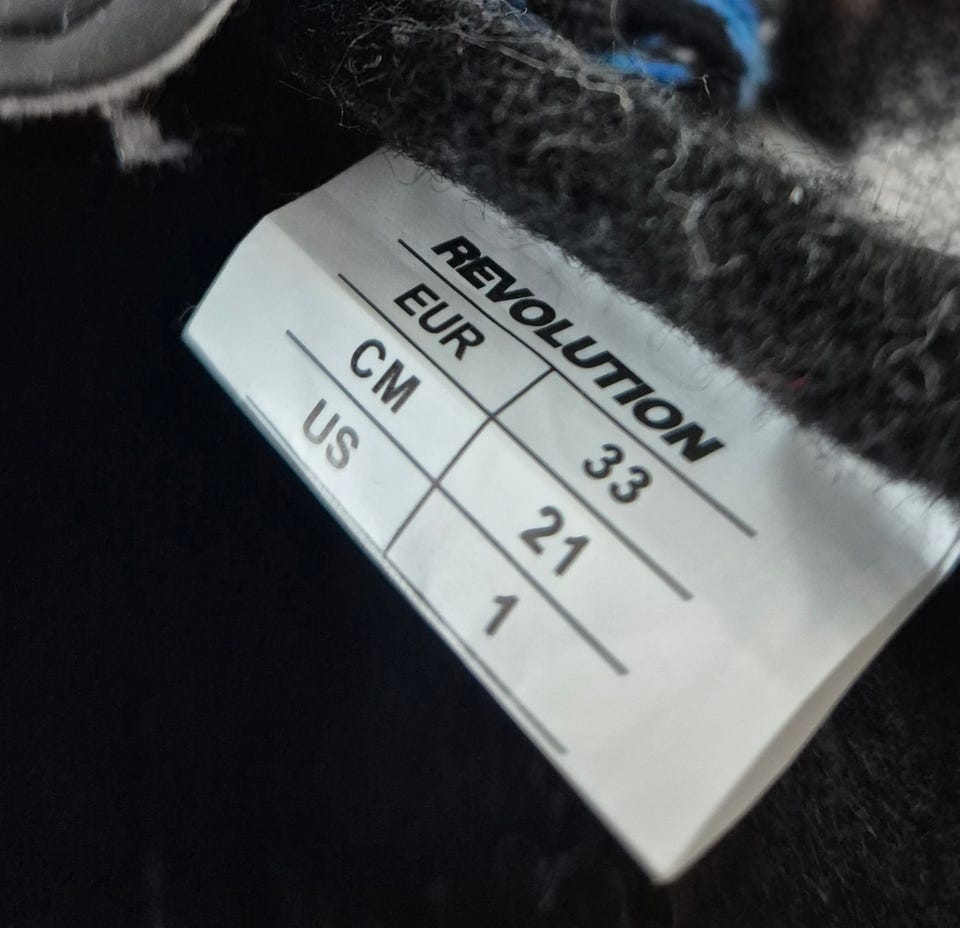 REVOLUTION
EUR 33
CM 21
US 1